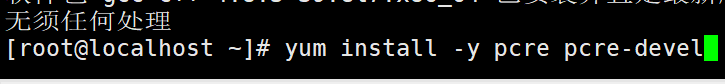 无须任何处理
[root@localhost ~]# yum install -y pcre pcre-devel